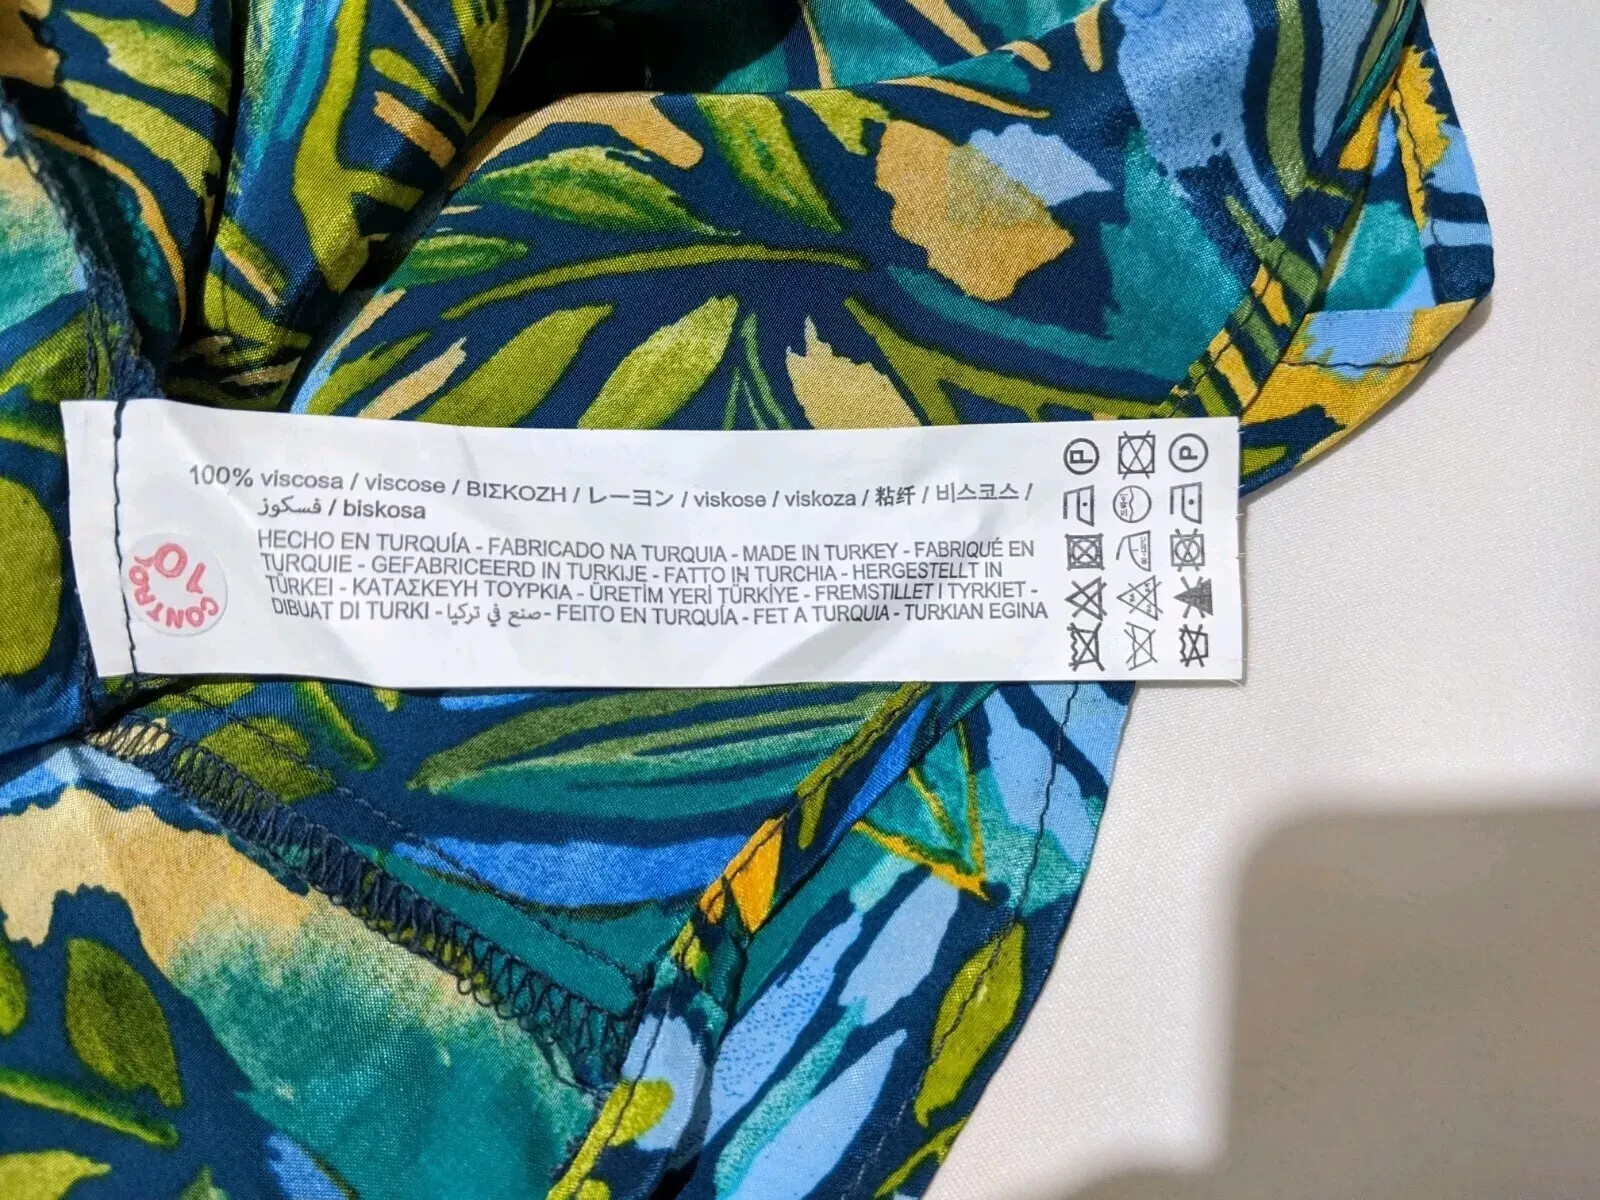 100% viscosa / viscose / ΒΙΣΚΟΖΗ / レーヨン / viskose / viskoza / 粘纤 / 비스코스 /
فسكوز / biskosa
HECHO EN TURQUÍA - FABRICADO NA TURQUIA - MADE IN TURKEY - FABRIQUÉ EN
TURQUIE - GEFABRICEERD IN TURKIJE - FATTO IN TURCHIA - HERGESTELLT IN
TÜRKEI - ΚΑΤΑΣΚΕΥΗ ΤΟΥΡΚΙΑ - ÜRETİM YERİ TÜRKİYE - FREMSTILLET I TYRKIET -
DIBUAT DI TURKI - صنع في تركيا - FEITO EN TURQUÍA - FET A TURQUIA - TURKIAN EGINA
CONTROL
10
P
P